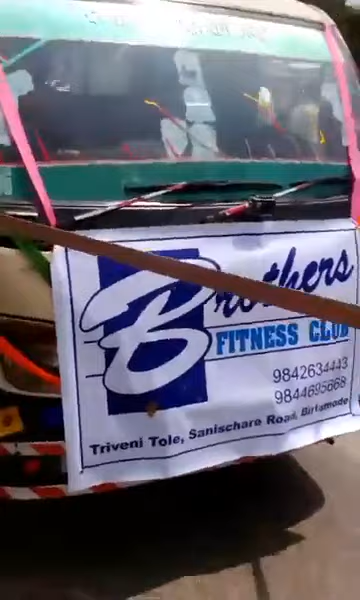 Brothers
FITNESS CLUB
9842634443
9844695668
Triveni Tole, Sanischare Road, Birtamode